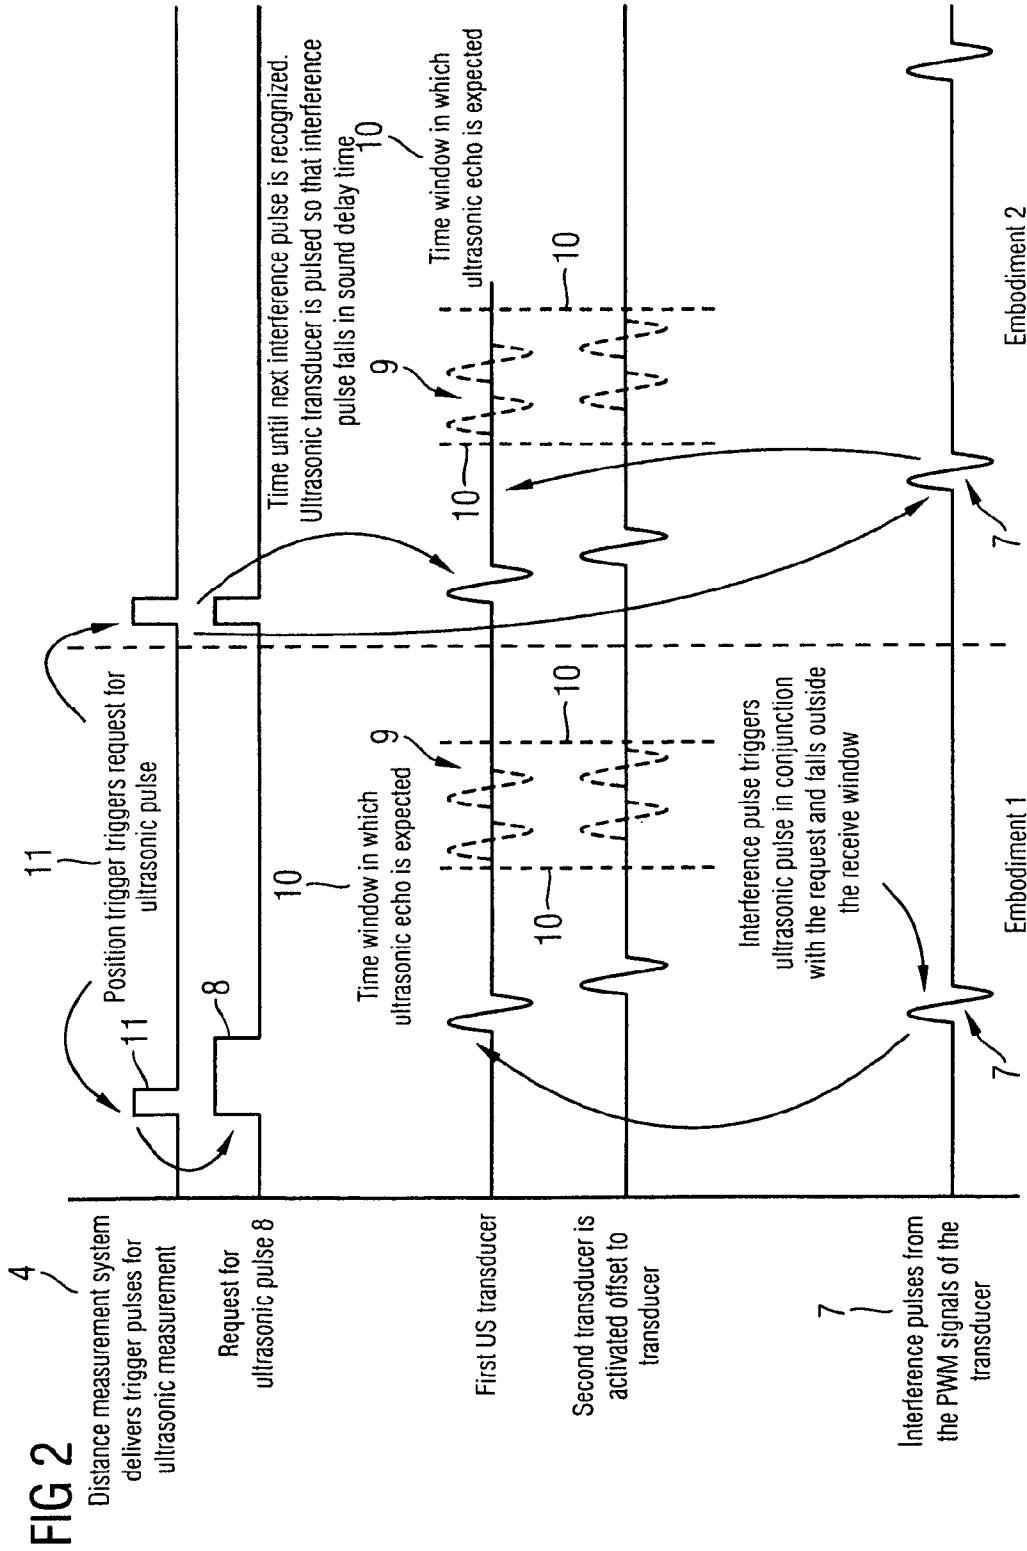 FIG 2
4
Distance measurement system
delivers trigger pulses for
ultrasonic measurement
Request for
ultrasonic pulse 8
First US transducer
Second transducer is
activated offset to
transducer
7
Interference pulses from
the PWM signals of the
transducer
11
Position trigger triggers request for
ultrasonic pulse
11
8
10
Time window in which
ultrasonic echo is expected
9
10
10
Interference pulse triggers
ultrasonic pulse in conjunction
with the request and falls outside
the receive window
7
Embodiment 1
Time until next interference pulse is recognized.
Ultrasonic transducer is pulsed so that interference
pulse falls in sound delay time
10
Time window in which
ultrasonic echo is expected
9
10
10
7
Embodiment 2